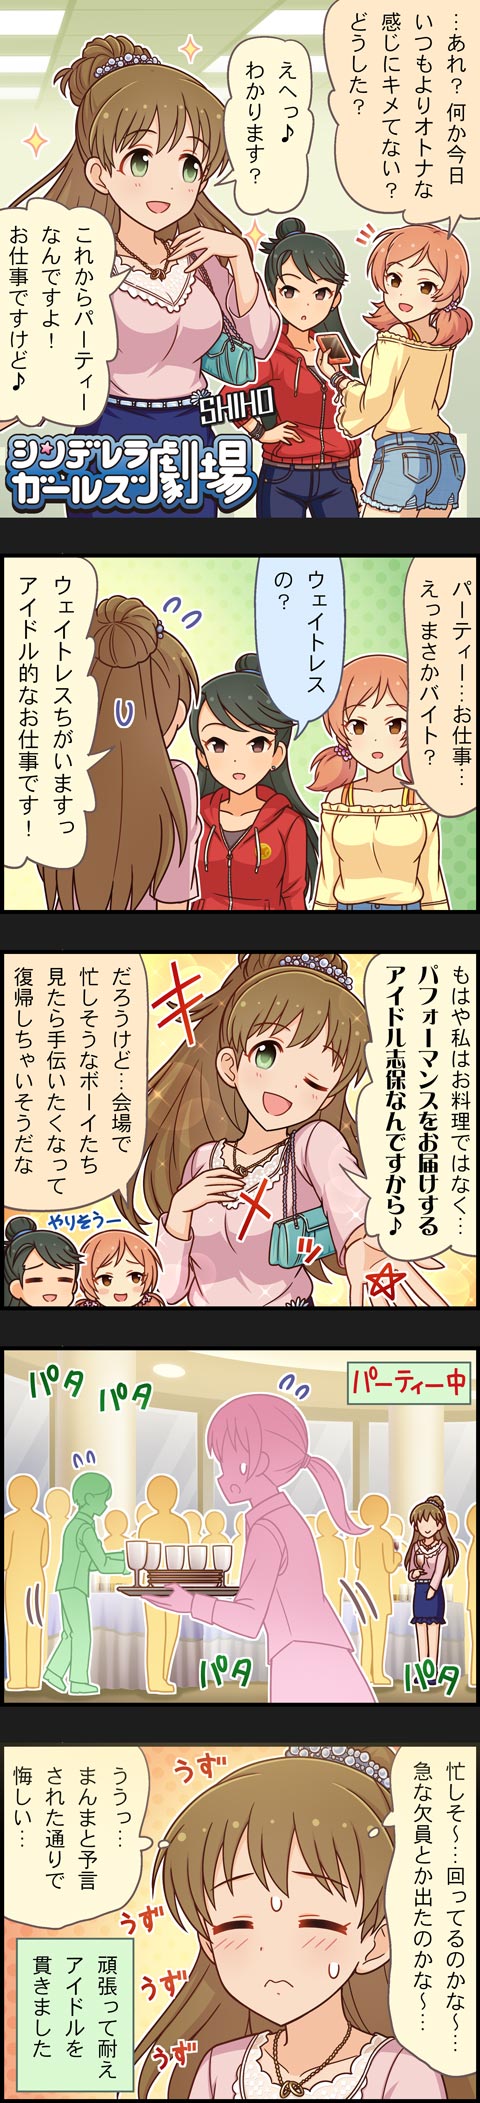 …あれ？何か今日
いつもよりオトナな
感じにキメてない？
どうした？
えへっ♪
わかります？
これからパーティー
なんですよ！
お仕事ですけど♪
SHIHO
シンデレラ
ガールズ劇場
パーティー…お仕事…
えっまさかバイト？
ウェイトレス
の？
ウェイトレスちがいますっ
アイドル的なお仕事です！
もはや私はお料理ではなく…
パフォーマンスをお届けする
アイドル志保なんですから♪
だろうけど…会場で
忙しそうなボーイたち
見たら手伝いたくなって
復帰しちゃいそうだな
やりそうー
ッ
パーティー中
パタ
パタ
パタ
パタ
忙しそ〜…回ってるのかな〜…
急な欠員とか出たのかな〜…
うず
ううっ…
まんまと予言
された通りで
悔しい…
うず
うず
うず
頑張って耐え
アイドルを
貫きました